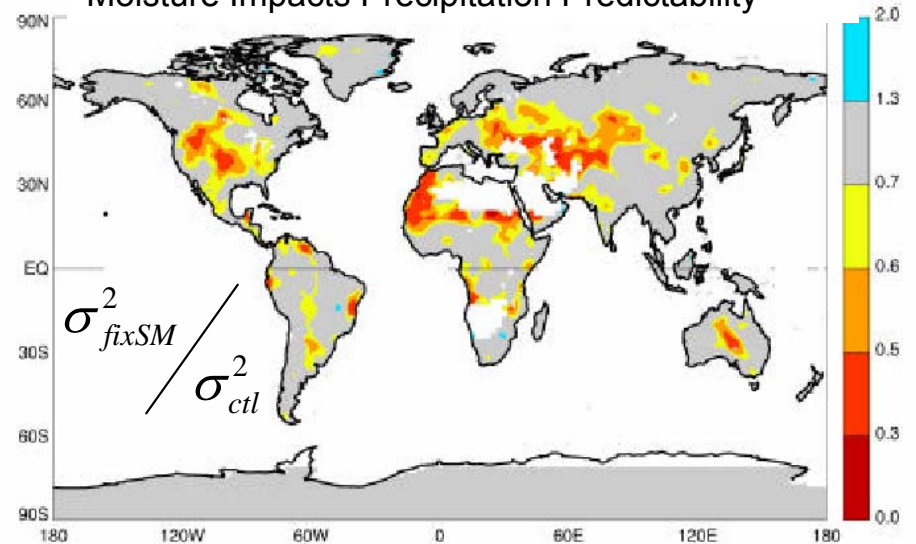 Moisture Impacts Precipitation Predictability
90N
60N
30N
EQ
30S
60S
90S
180 120W 60W 0 60E 120E 180
σ²fixSM / σ²ctl
2.0
1.3
0.7
0.6
0.5
0.3
0.0